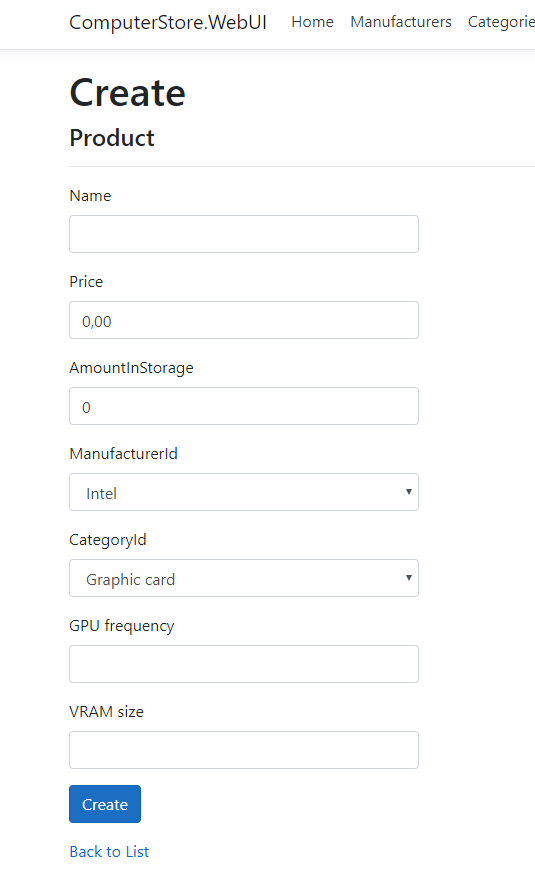 ComputerStore.WebUI Home Manufacturers Categorie
Create
Product
Name
Price
0,00
AmountInStorage
0
ManufacturerId
Intel
CategoryId
Graphic card
GPU frequency
VRAM size
Create
Back to List